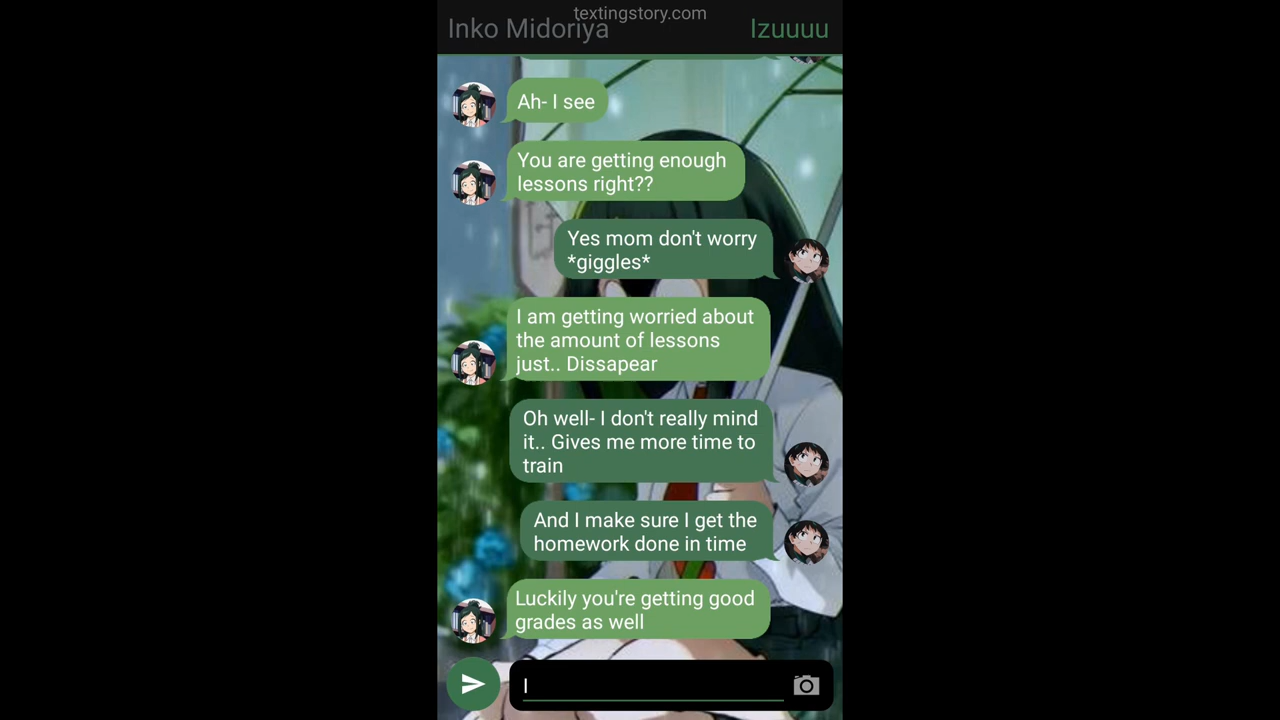 textingstory.com
Inko Midoriya
Izuuuu
Ah- I see
You are getting enough
lessons right??
Yes mom don't worry
*giggles*
I am getting worried about
the amount of lessons
just.. Dissapear
Oh well- I don't really mind
it.. Gives me more time to
train
And I make sure I get the
homework done in time
Luckily you're getting good
grades as well